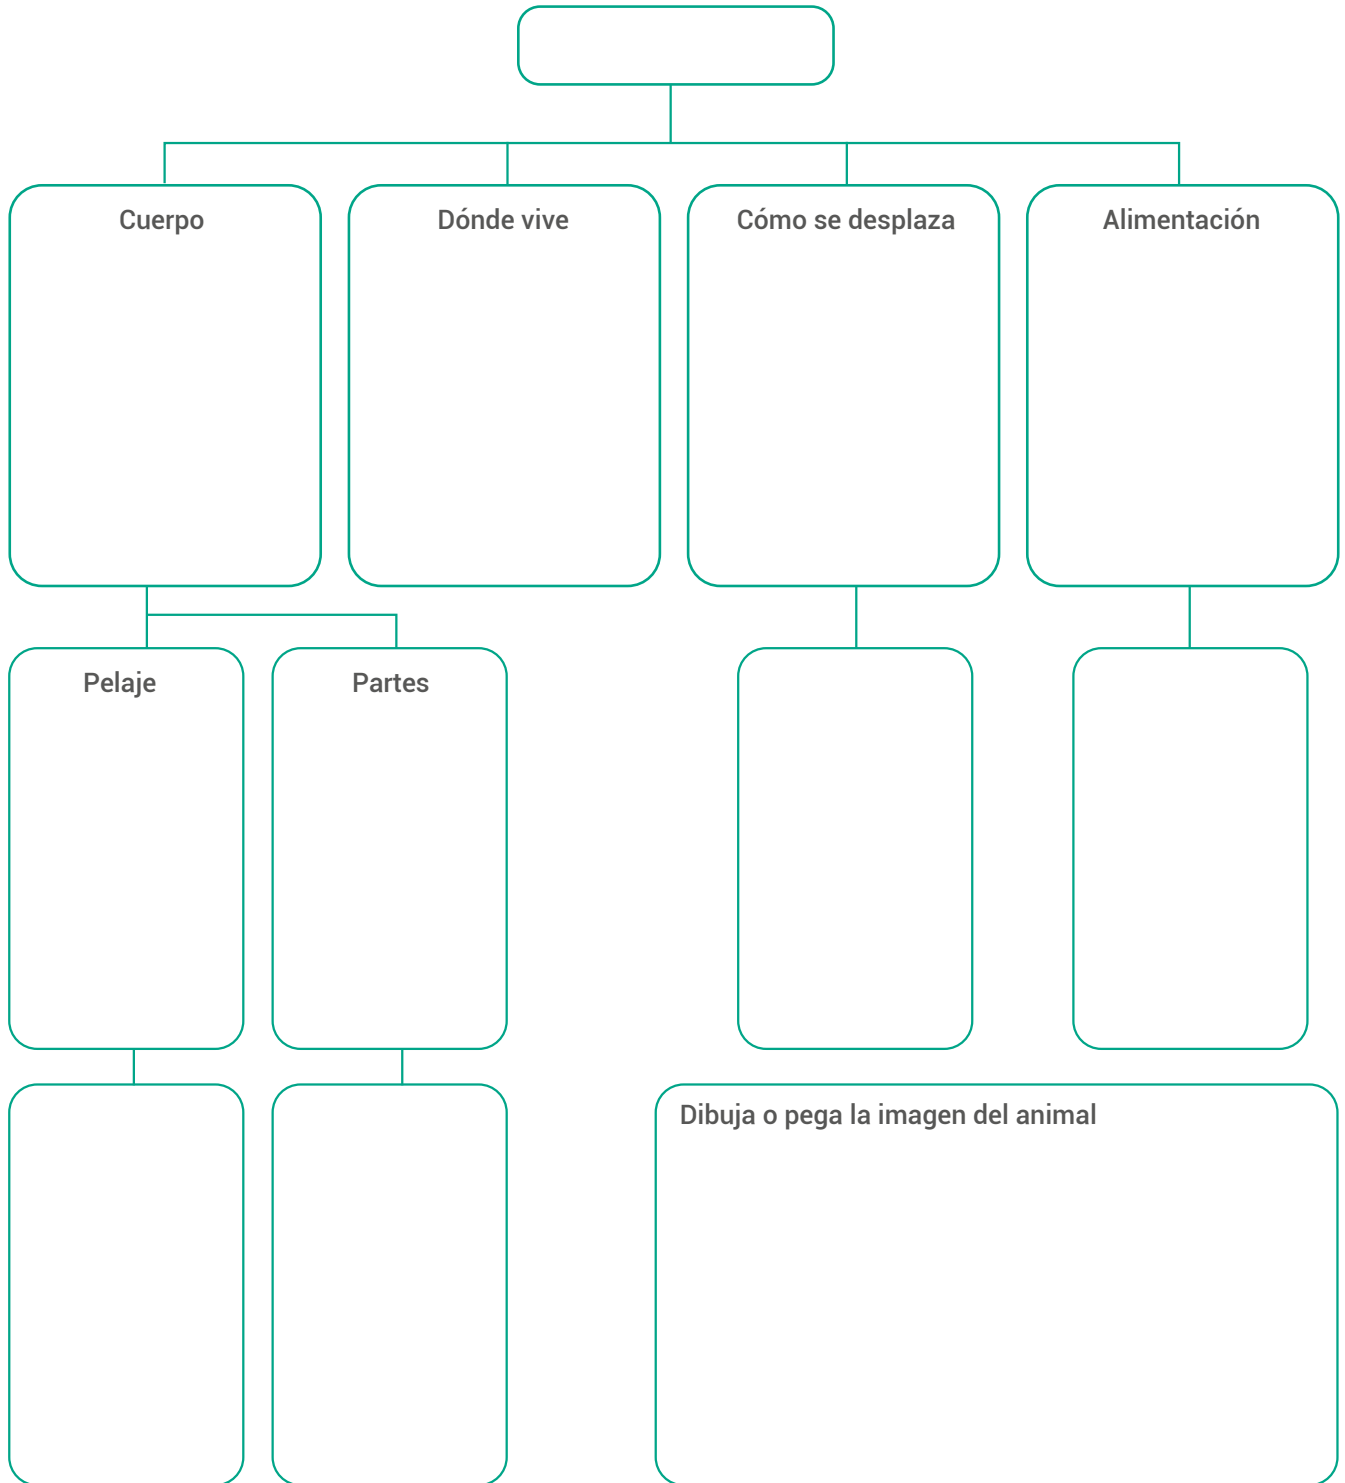 Cuerpo
Dónde vive
Cómo se desplaza
Alimentación
Pelaje
Partes
Dibuja o pega la imagen del animal